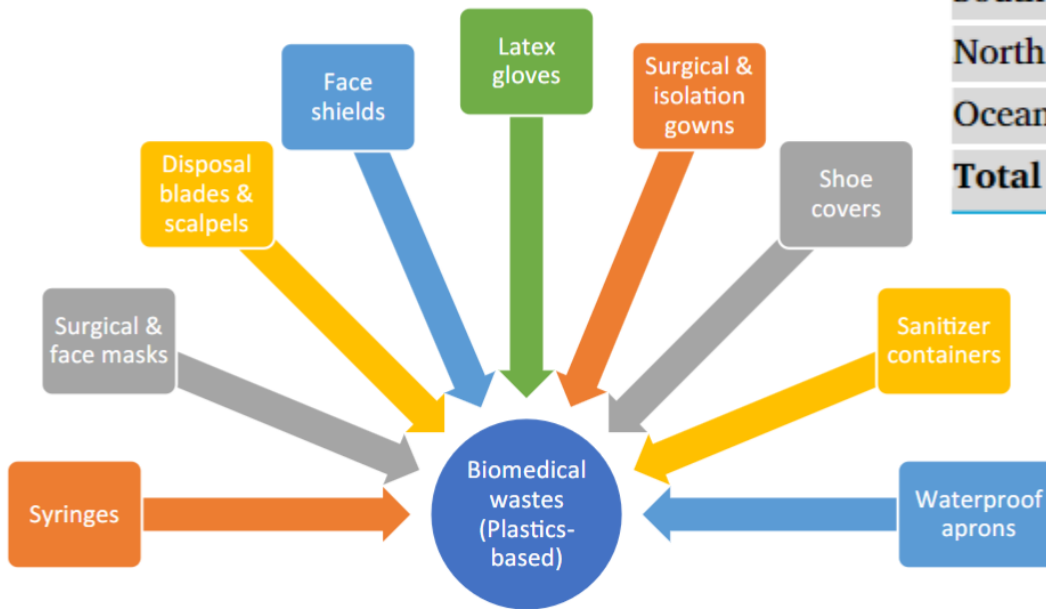 Latex
gloves
Face
shields
Surgical &
isolation
gowns
Disposal
blades &
scalpels
Shoe
covers
Surgical &
face masks
Sanitizer
containers
Syringes
Biomedical
wastes
(Plastics-
based)
Waterproof
aprons
North
Total